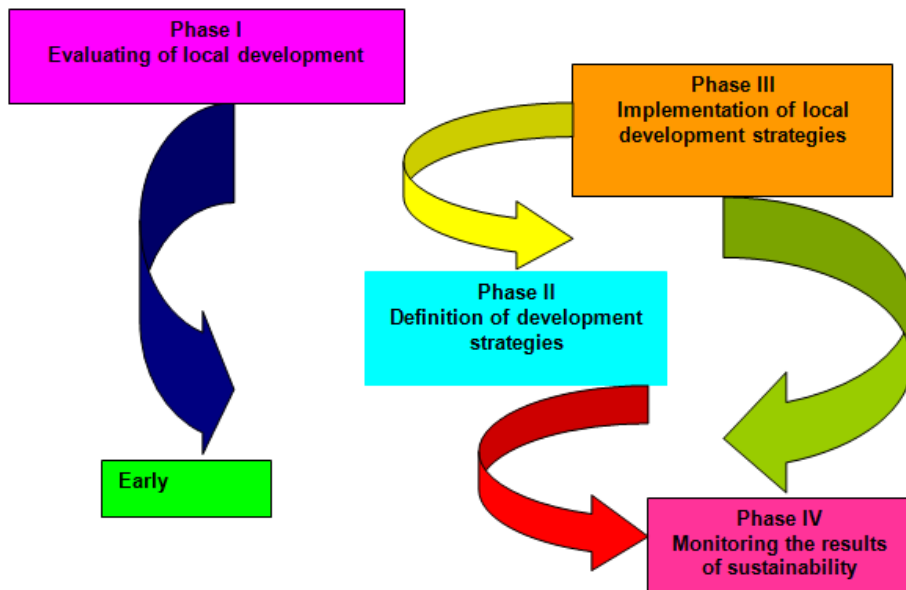 Phase I
Evaluating of local development
Phase III
Implementation of local
development strategies
Phase II
Definition of development
strategies
Early
Phase IV
Monitoring the results
of sustainability